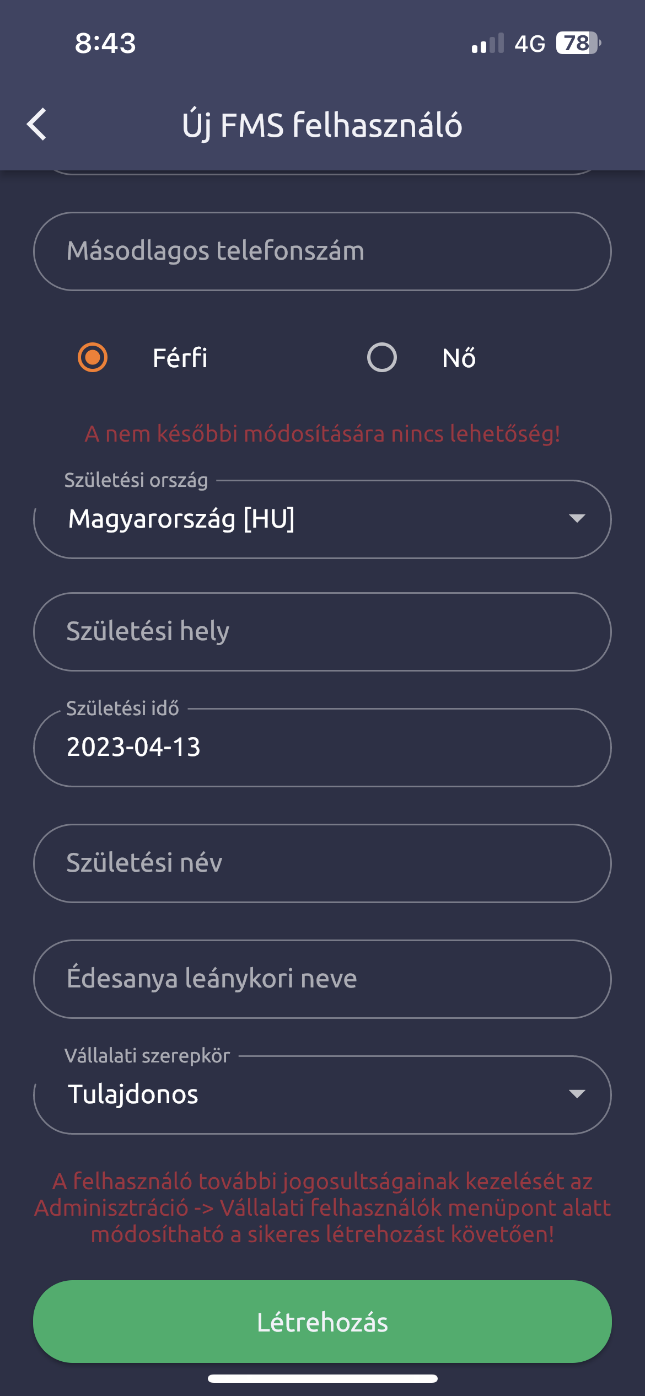 8:43
4G 78
Új FMS felhasználó
Másodlagos telefonszám
Férfi
Nő
A nem későbbi módosítására nincs lehetőség!
Születési ország
Magyarország [HU]
Születési hely
Születési idő
2023-04-13
Születési név
Édesanya leánykori neve
Vállalati szerepkör
Tulajdonos
A felhasználó további jogosultságainak kezelését az
Adminisztráció -> Vállalati felhasználók menüpont alatt
módosítható a sikeres létrehozást követően!
Létrehozás